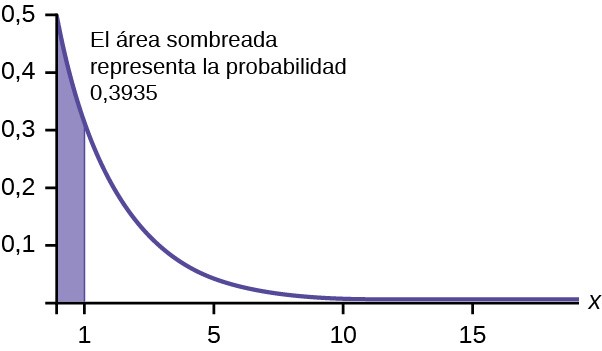 0,5
El área sombreada
representa la probabilidad
0,3935
0,4
0,3
0,2
0,1
x
1 5 10 15